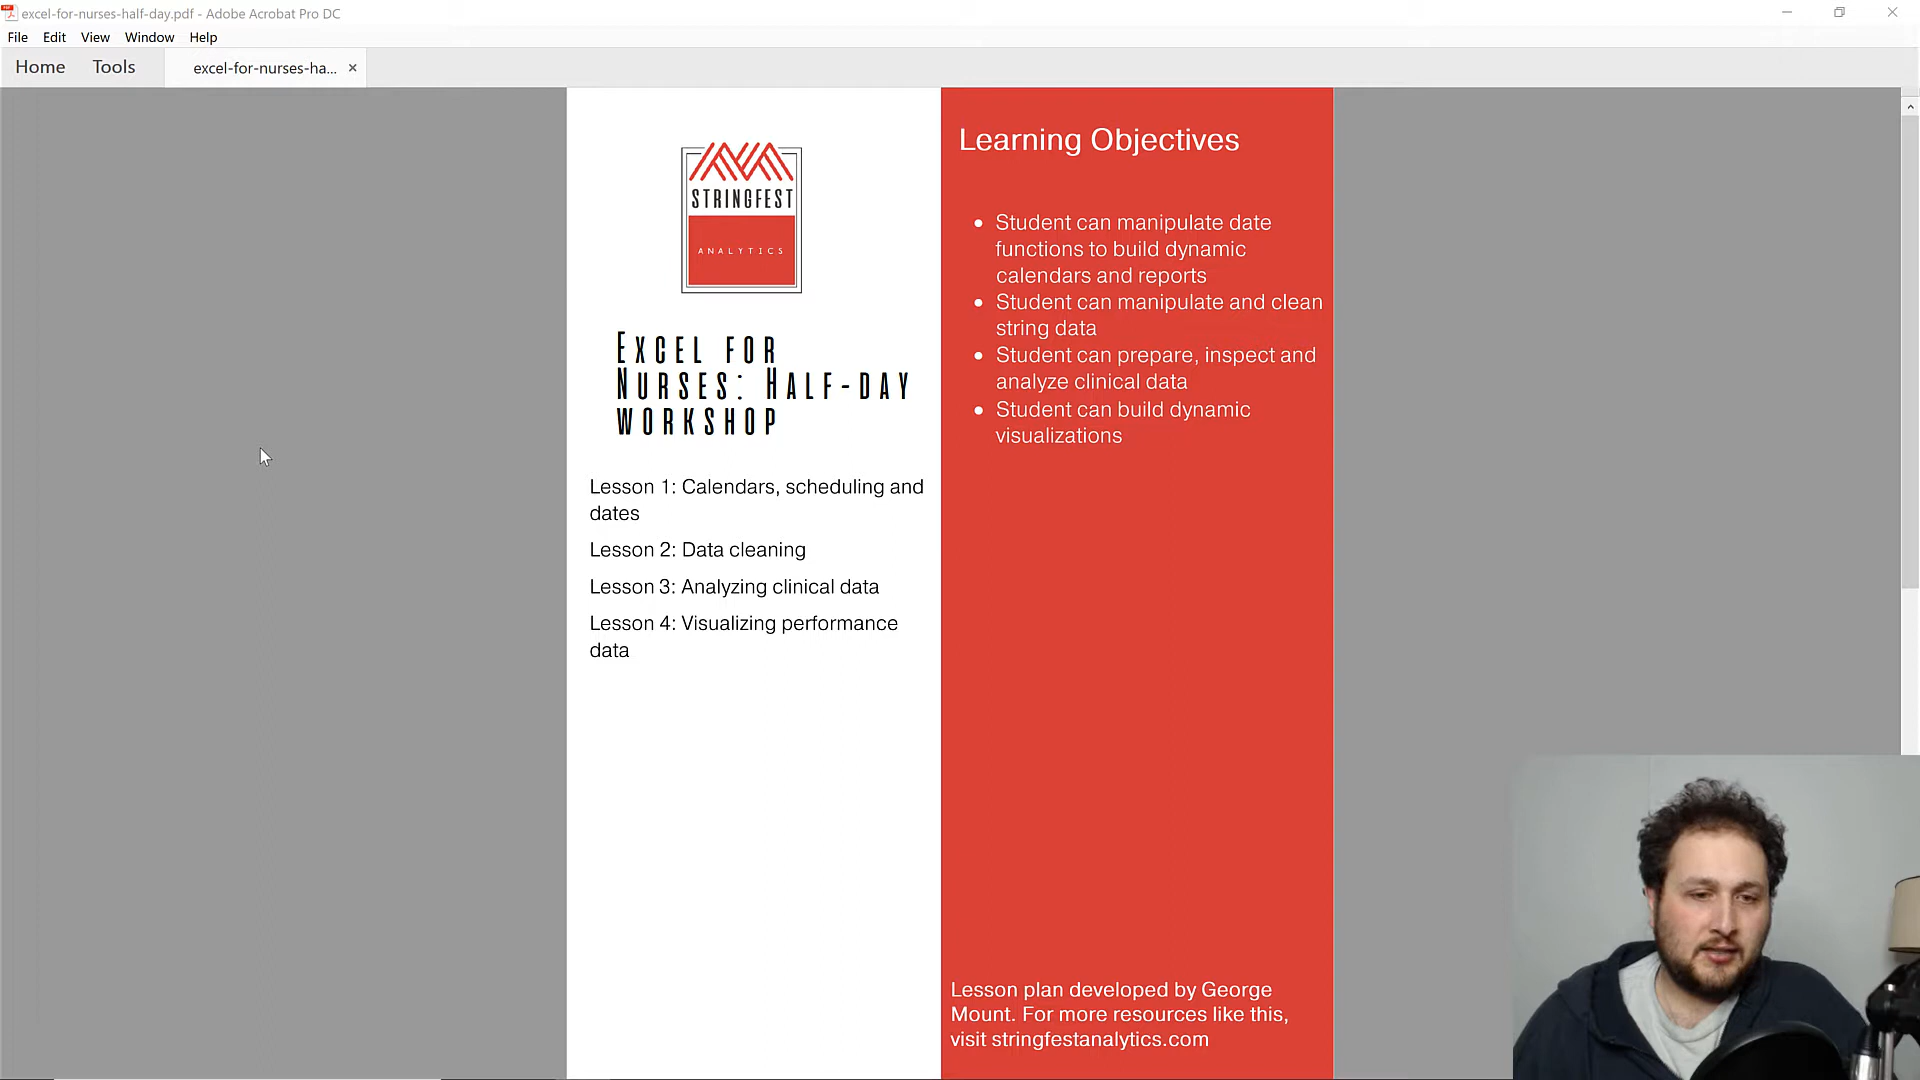 excel-for-nurses-half-day.pdf - Adobe Acrobat Pro DC
File Edit View Window Help
Home Tools excel-for-nurses-ha...
STRINGFEST
ANALYTICS
EXCEL FOR
NURSES: HALF-DAY
WORKSHOP
Lesson 1: Calendars, scheduling and
dates
Lesson 2: Data cleaning
Lesson 3: Analyzing clinical data
Lesson 4: Visualizing performance
data
Learning Objectives
• Student can manipulate date
functions to build dynamic
calendars and reports
• Student can manipulate and clean
string data
• Student can prepare, inspect and
analyze clinical data
• Student can build dynamic
visualizations
Lesson plan developed by George
Mount. For more resources like this,
visit stringfestanalytics.com